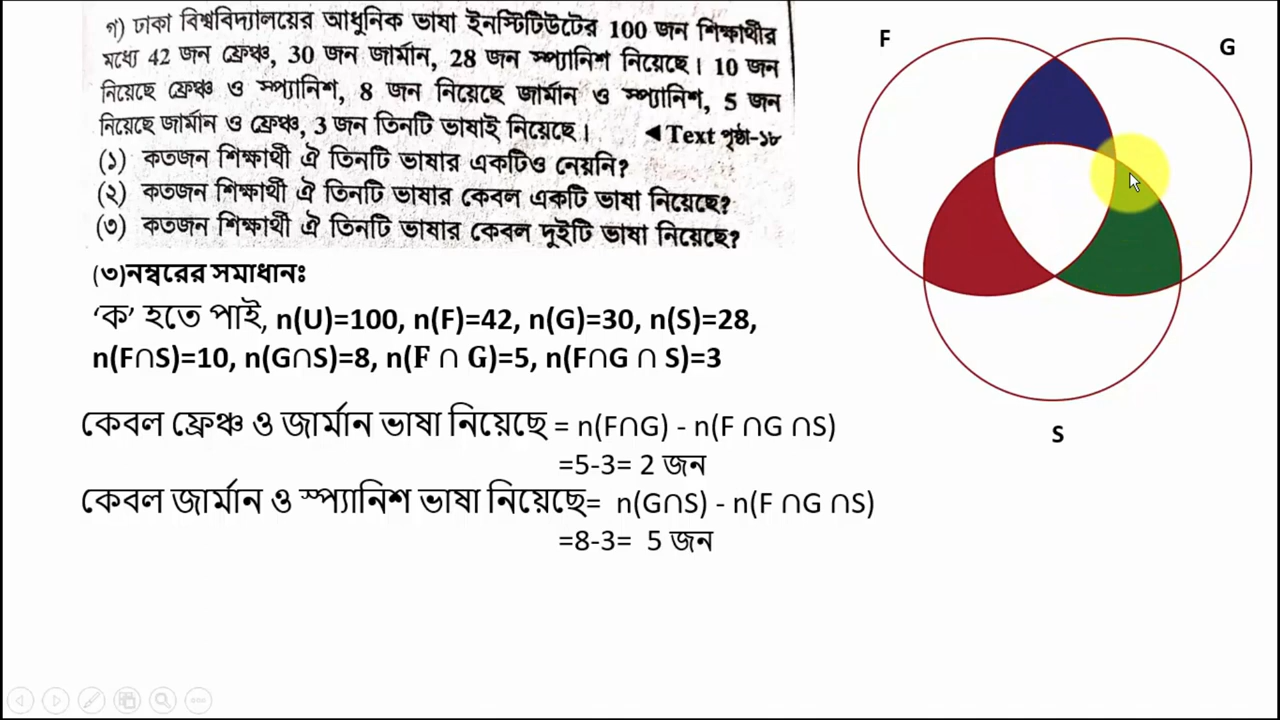 গ) ঢাকা বিশ্ববিদ্যালয়ের আধুনিক ভাষা ইনস্টিটিউটের 100 জন শিক্ষার্থীর
মধ্যে 42 জন ফ্রেঞ্চ, 30 জন জার্মান, 28 জন স্প্যানিশ নিয়েছে। 10 জন
নিয়েছে ফ্রেঞ্চ ও স্প্যানিশ, 8 জন নিয়েছে জার্মান ও স্প্যানিশ, 5 জন
নিয়েছে জার্মান ও ফ্রেঞ্চ, 3 জন তিনটি ভাষাই নিয়েছে। ◄Text পৃষ্ঠা-১৮
(১) কতজন শিক্ষার্থী ঐ তিনটি ভাষার একটিও নেয়নি?
(২) কতজন শিক্ষার্থী ঐ তিনটি ভাষার কেবল একটি ভাষা নিয়েছে?
(৩) কতজন শিক্ষার্থী ঐ তিনটি ভাষার কেবল দুইটি ভাষা নিয়েছে?
(৩)নম্বরের সমাধানঃ
‘ক’ হতে পাই, n(U)=100, n(F)=42, n(G)=30, n(S)=28,
n(F∩S)=10, n(G∩S)=8, n(F ∩ G)=5, n(F∩G ∩ S)=3
কেবল ফ্রেঞ্চ ও জার্মান ভাষা নিয়েছে = n(F∩G) - n(F ∩G ∩S)
=5-3= 2 জন
কেবল জার্মান ও স্প্যানিশ ভাষা নিয়েছে= n(G∩S) - n(F ∩G ∩S)
=8-3= 5 জন
F
G
S